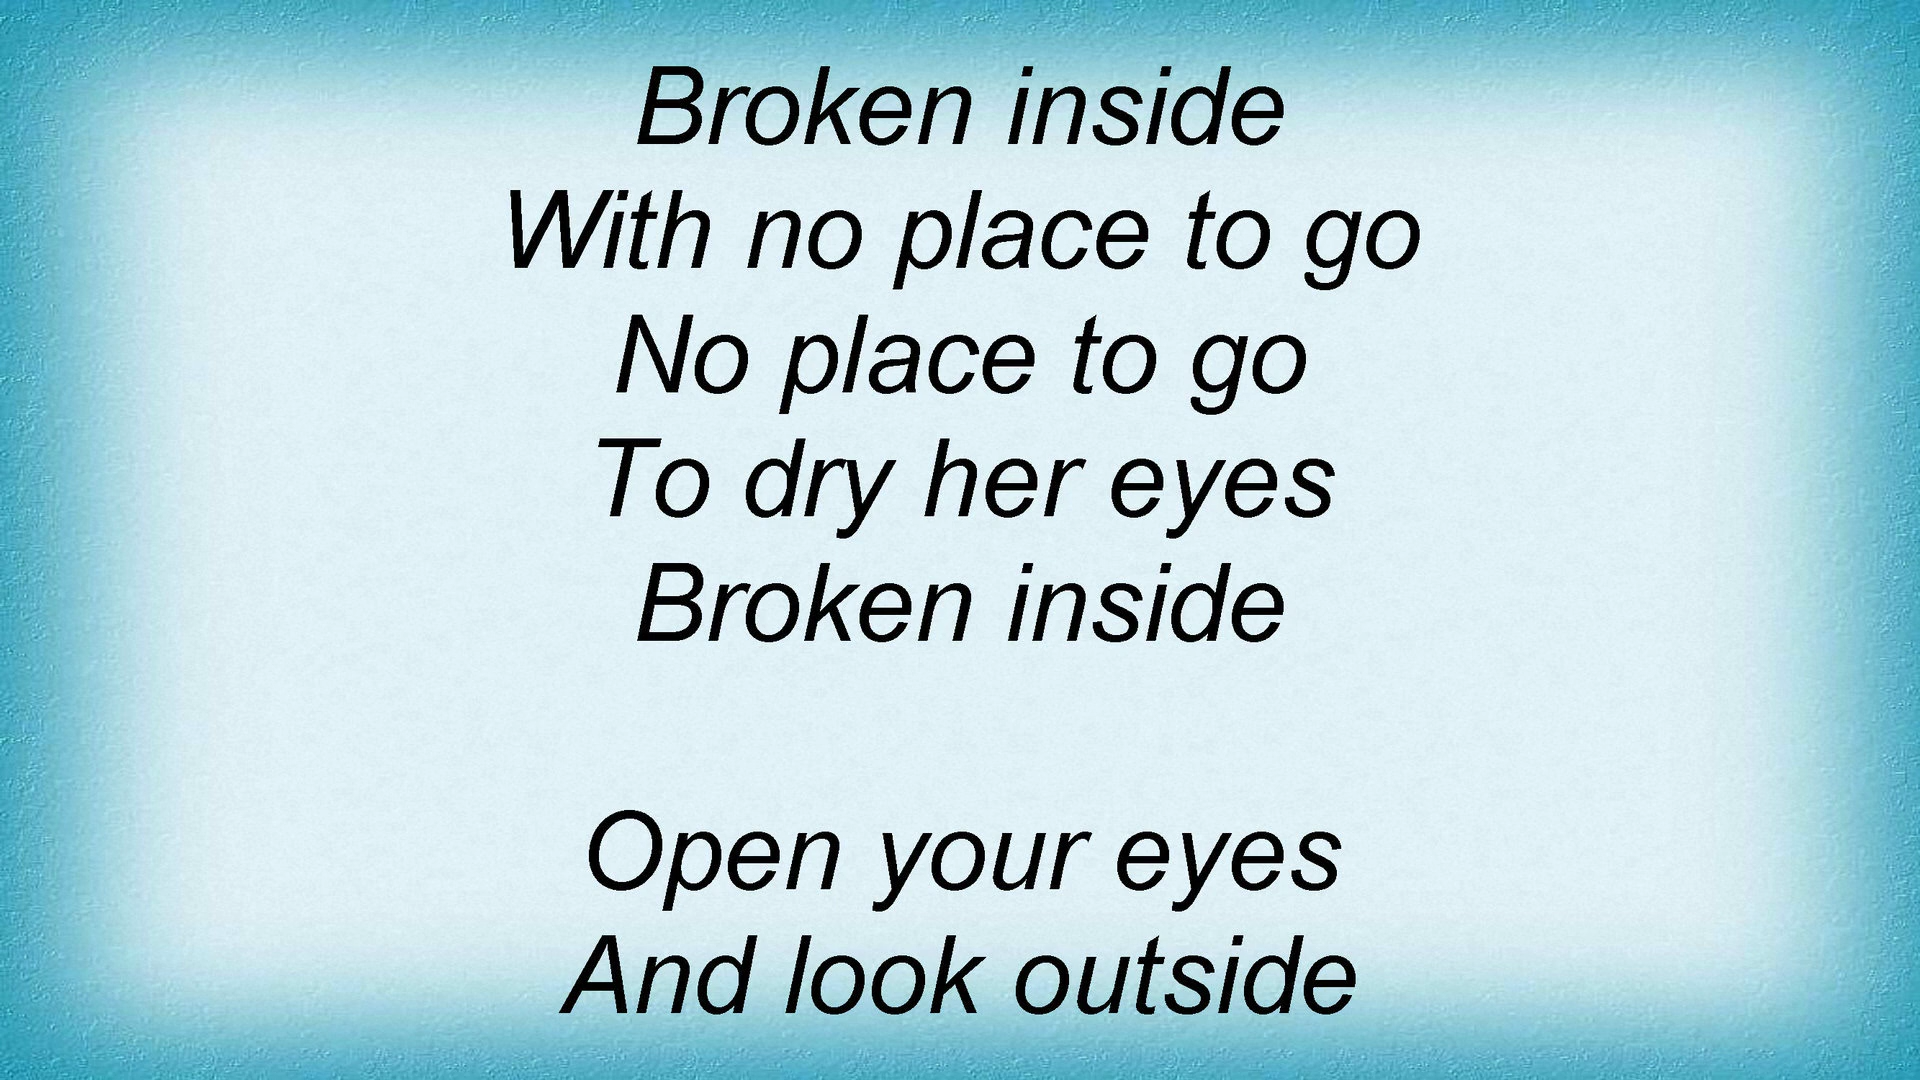 Broken inside
With no place to go
No place to go
To dry her eyes
Broken inside
Open your eyes
And look outside